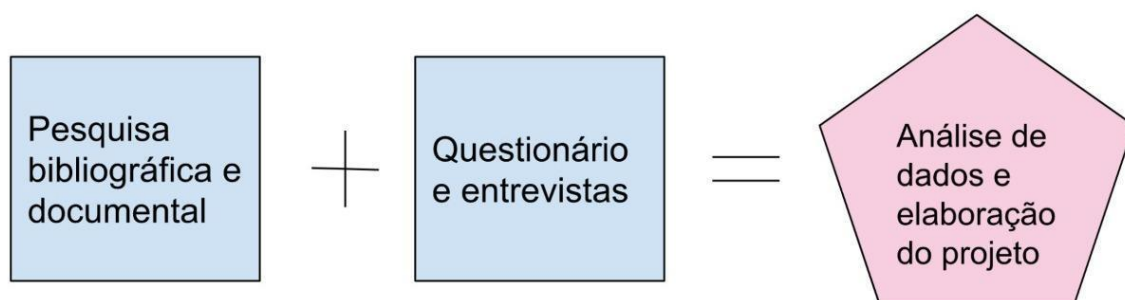 Pesquisa
bibliográfica e
documental
Questionário
e entrevistas
Análise de
dados e
elaboração
do projeto